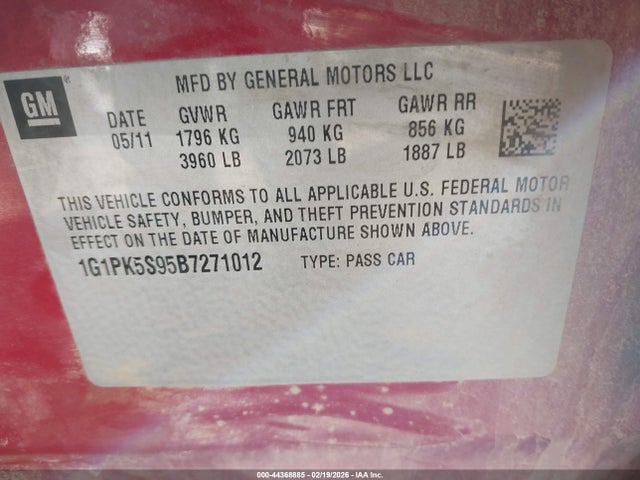 GM
MFD BY GENERAL MOTORS LLC
DATE GVWR GAWR FRT GAWR RR
05/11 1796 KG 940 KG 856 KG
3960 LB 2073 LB 1887 LB
THIS VEHICLE CONFORMS TO ALL APPLICABLE U.S. FEDERAL MOTOR
VEHICLE SAFETY, BUMPER, AND THEFT PREVENTION STANDARDS IN
EFFECT ON THE DATE OF MANUFACTURE SHOWN ABOVE.
1G1PK5S95B7271012 TYPE: PASS CAR
000-44368885 - 02/19/2026 - IAA Inc.